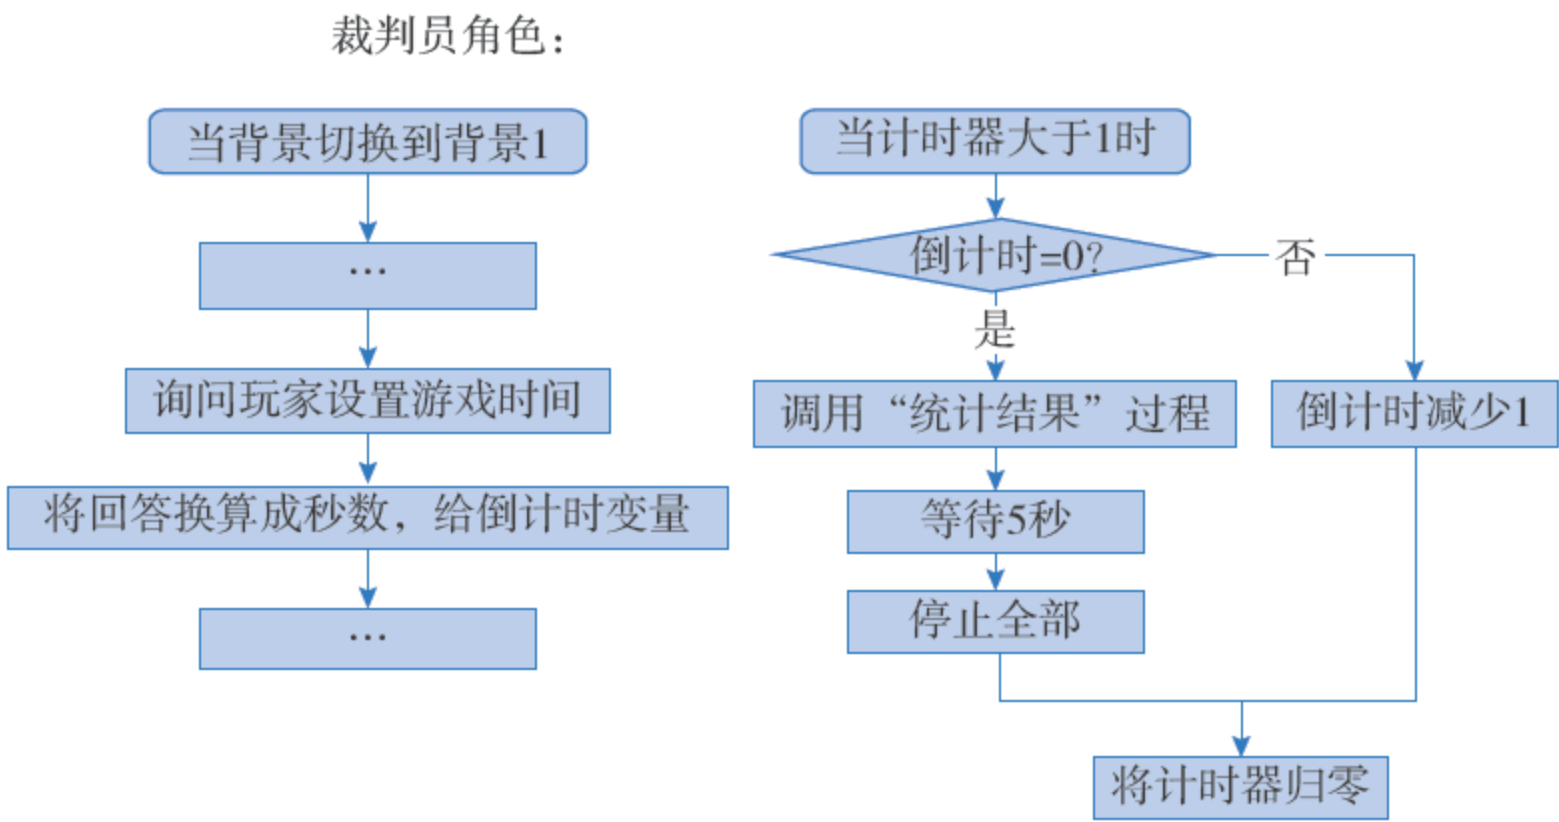 裁判员角色：
当背景切换到背景1
…
询问玩家设置游戏时间
将回答换算成秒数，给倒计时变量
…
当计时器大于1时
倒计时=0?
否
是
调用“统计结果”过程
倒计时减少1
等待5秒
停止全部
将计时器归零